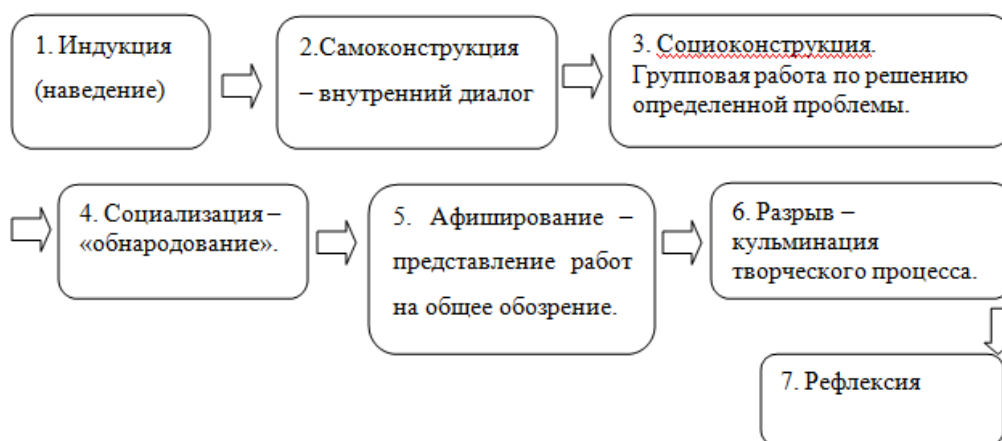 1. Индукция
(наведение)
2.Самоконструкция
– внутренний диалог
3. Социоконструкция.
Групповая работа по решению
определенной проблемы.
4. Социализация –
«обнародование».
5. Афиширование –
представление работ
на общее обозрение.
6. Разрыв –
кульминация
творческого процесса.
7. Рефлексия